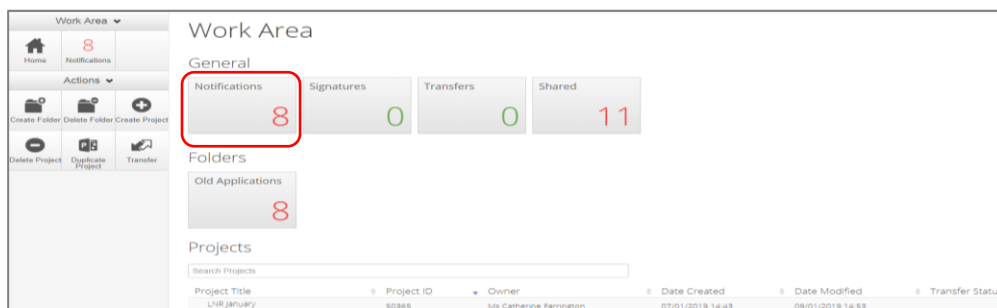 Work Area
8
Home Notifications
Actions
Create Folder Delete Folder Create Project
Delete Project Duplicate Project Transfer
Work Area
General
Notifications Signatures Transfers Shared
8 0 0 11
Folders
Old Applications
8
Projects
Search Projects
Project Title Project ID Owner Date Created Date Modified Transfer Statu
LNR January 50365 Ms Catherine Farrington 07/01/2019 14:43 09/01/2019 14:53